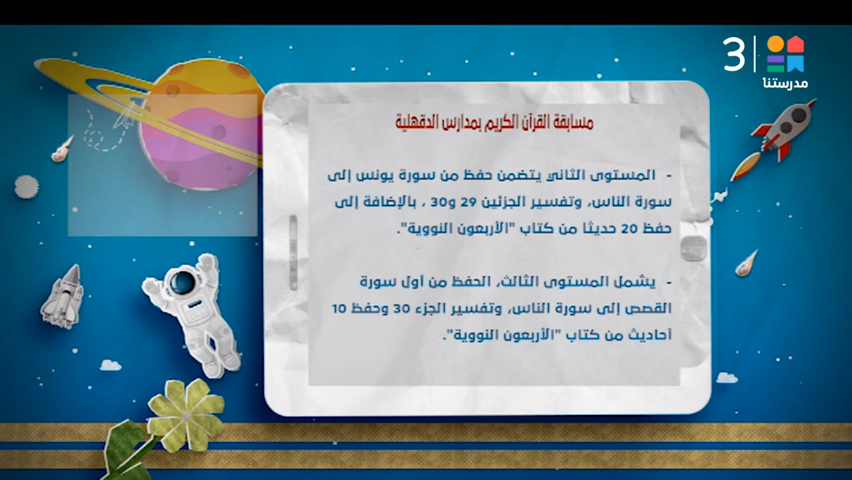 3
مدرستنا
مسابقة القرآن الكريم بمدارس الدقهلية
- المستوى الثاني يتضمن حفظ من سورة يونس إلى
سورة الناس، وتفسير الجزئين 29 و30 ، بالإضافة إلى
حفظ 20 حديثًا من كتاب "الأربعون النووية".
- يشمل المستوى الثالث، الحفظ من أول سورة
القصص إلى سورة الناس، وتفسير الجزء 30 وحفظ 10
أحاديث من كتاب "الأربعون النووية".